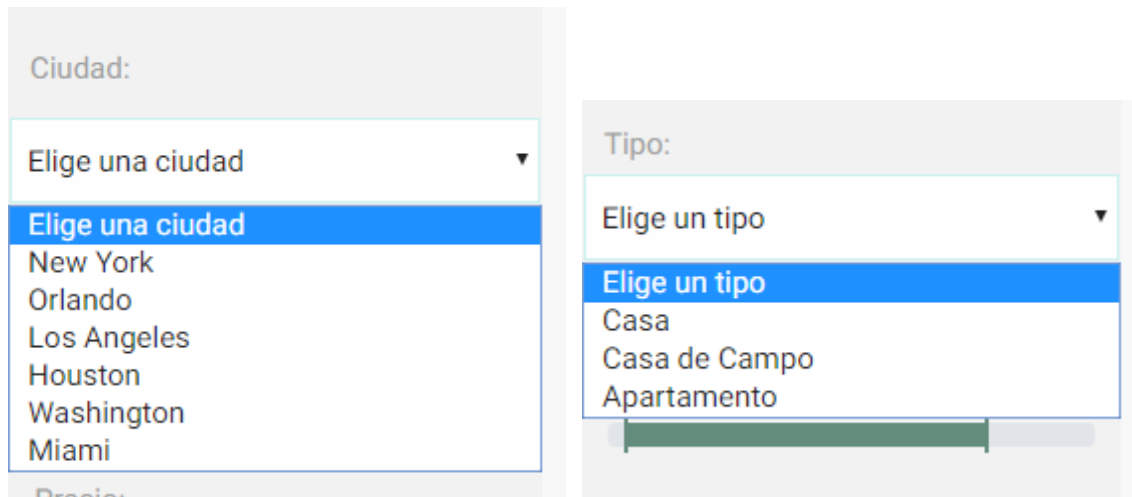 Ciudad:
Elige una ciudad
Elige una ciudad
New York
Orlando
Los Angeles
Houston
Washington
Miami
Precio:
Tipo:
Elige un tipo
Elige un tipo
Casa
Casa de Campo
Apartamento